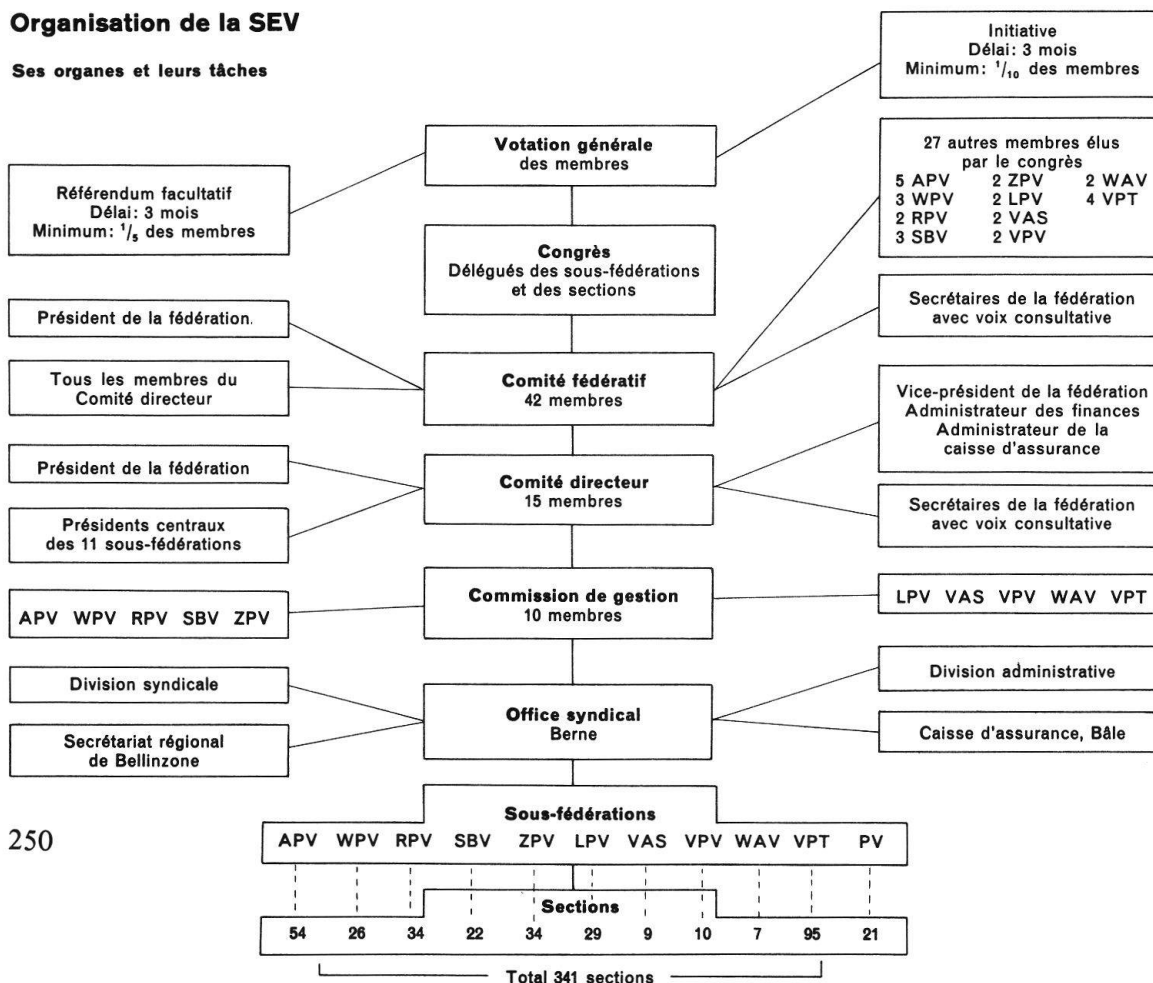 Organisation de la SEV
Ses organes et leurs tâches
Initiative
Délai: 3 mois
Minimum: 1/10 des membres
Votation générale
des membres
Référendum facultatif
Délai: 3 mois
Minimum: 1/5 des membres
27 autres membres élus
par le congrès
5 APV 2 ZPV 2 WAV
3 WPV 2 LPV 4 VPT
2 RPV 2 VAS
3 SBV 2 VPV
Congrès
Délégués des sous-fédérations
et des sections
Président de la fédération.
Secrétaires de la fédération
avec voix consultative
Tous les membres du
Comité directeur
Comité fédératif
42 membres
Vice-président de la fédération
Administrateur des finances
Administrateur de la
caisse d'assurance
Président de la fédération
Comité directeur
15 membres
Présidents centraux
des 11 sous-fédérations
Secrétaires de la fédération
avec voix consultative
APV WPV RPV SBV ZPV
Commission de gestion
10 membres
LPV VAS VPV WAV VPT
Division syndicale
Division administrative
Office syndical
Berne
Secrétariat régional
de Bellinzone
Caisse d'assurance, Bâle
Sous-fédérations
250
APV WPV RPV SBV ZPV LPV VAS VPV WAV VPT PV
Sections
54 26 34 22 34 29 9 10 7 95 21
Total 341 sections